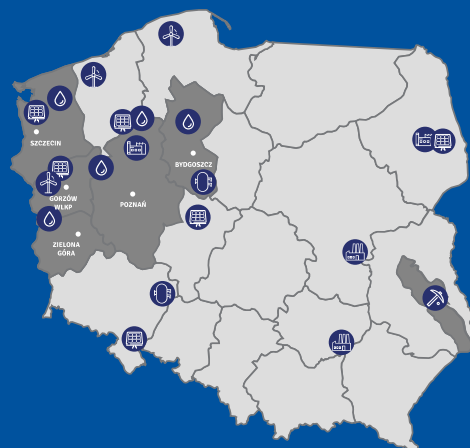 SZCZECIN
BYDGOSZCZ
GORZÓW
WLKP
POZNAŃ
ZIELONA
GÓRA